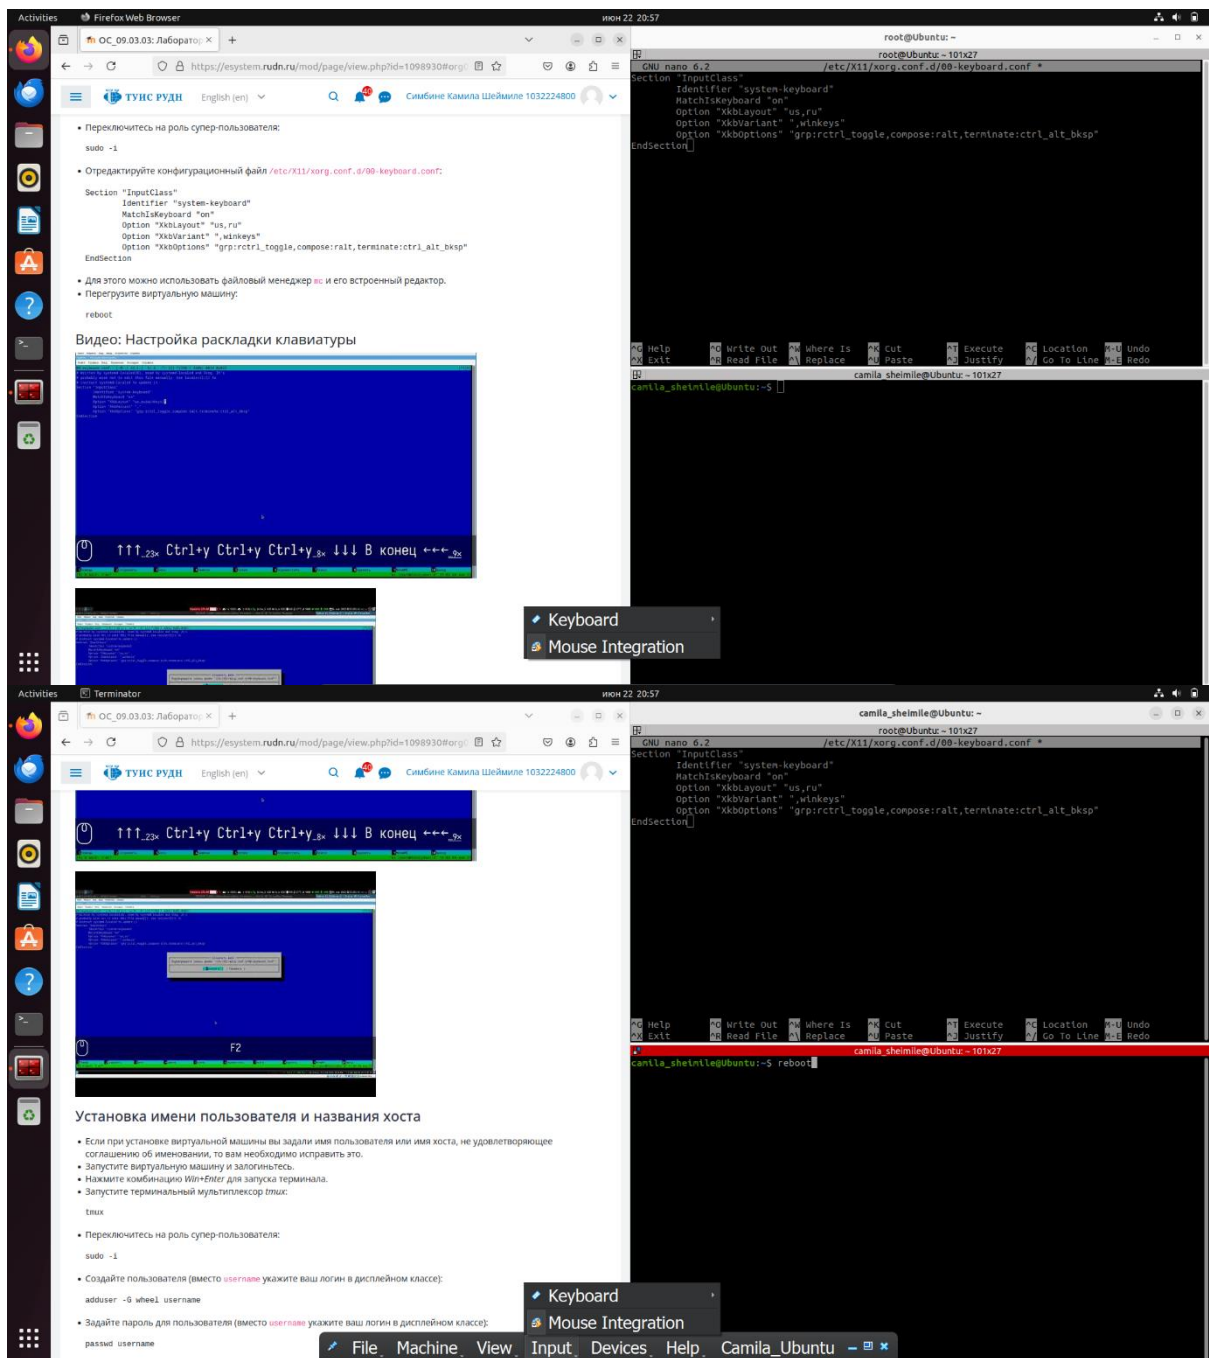 Activities Firefox Web Browser июн 22 20:57
ОС_09.03.03: Лаборатор × +
https://esystem.rudn.ru/mod/page/view.php?id=1098930#org
ТУИС РУДН English (en) 40 Симбине Камила Шеймиле 1032224800
• Переключитесь на роль супер-пользователя:
sudo -i
• Отредактируйте конфигурационный файл /etc/X11/xorg.conf.d/00-keyboard.conf:
Section "InputClass"
Identifier "system-keyboard"
MatchIsKeyboard "on"
Option "XkbLayout" "us,ru"
Option "XkbVariant" ",winkeys"
Option "XkbOptions" "grp:rctrl_toggle,compose:ralt,terminate:ctrl_alt_bksp"
EndSection
• Для этого можно использовать файловый менеджер mc и его встроенный редактор.
• Перегрузите виртуальную машину:
reboot
Видео: Настройка раскладки клавиатуры
↑↑↑_23× Ctrl+y Ctrl+y Ctrl+y_8× ↓↓↓ В конец ←←←_9×
root@Ubuntu: ~
root@Ubuntu: ~ 101x27
GNU nano 6.2 /etc/X11/xorg.conf.d/00-keyboard.conf *
Section "InputClass"
Identifier "system-keyboard"
MatchIsKeyboard "on"
Option "XkbLayout" "us,ru"
Option "XkbVariant" ",winkeys"
Option "XkbOptions" "grp:rctrl_toggle,compose:ralt,terminate:ctrl_alt_bksp"
EndSection
^G Help ^O Write Out ^W Where Is ^K Cut ^T Execute ^C Location M-U Undo
^X Exit ^R Read File ^\ Replace ^U Paste ^J Justify ^/ Go To Line M-E Redo
camila_sheimile@Ubuntu: ~ 101x27
camila_sheimile@Ubuntu:~$
Keyboard
Mouse Integration
Activities Terminator июн 22 20:57
ОС_09.03.03: Лаборатор × +
https://esystem.rudn.ru/mod/page/view.php?id=1098930#org
ТУИС РУДН English (en) 40 Симбине Камила Шеймиле 1032224800
↑↑↑_23× Ctrl+y Ctrl+y Ctrl+y_8× ↓↓↓ В конец ←←←_9×
F2
Установка имени пользователя и названия хоста
• Если при установке виртуальной машины вы задали имя пользователя или имя хоста, не удовлетворяющее
соглашению об именовании, то вам необходимо исправить это.
• Запустите виртуальную машину и залогиньтесь.
• Нажмите комбинацию Win+Enter для запуска терминала.
• Запустите терминальный мультиплексор tmux:
tmux
• Переключитесь на роль супер-пользователя:
sudo -i
• Создайте пользователя (вместо username укажите ваш логин в дисплейном классе):
adduser -G wheel username
• Задайте пароль для пользователя (вместо username укажите ваш логин в дисплейном классе):
passwd username
camila_sheimile@Ubuntu: ~
root@Ubuntu: ~ 101x27
GNU nano 6.2 /etc/X11/xorg.conf.d/00-keyboard.conf *
Section "InputClass"
Identifier "system-keyboard"
MatchIsKeyboard "on"
Option "XkbLayout" "us,ru"
Option "XkbVariant" ",winkeys"
Option "XkbOptions" "grp:rctrl_toggle,compose:ralt,terminate:ctrl_alt_bksp"
EndSection
^G Help ^O Write Out ^W Where Is ^K Cut ^T Execute ^C Location M-U Undo
^X Exit ^R Read File ^\ Replace ^U Paste ^J Justify ^/ Go To Line M-E Redo
camila_sheimile@Ubuntu: ~ 101x27
camila_sheimile@Ubuntu:~$ reboot
Keyboard
Mouse Integration
File Machine View Input Devices Help Camila_Ubuntu